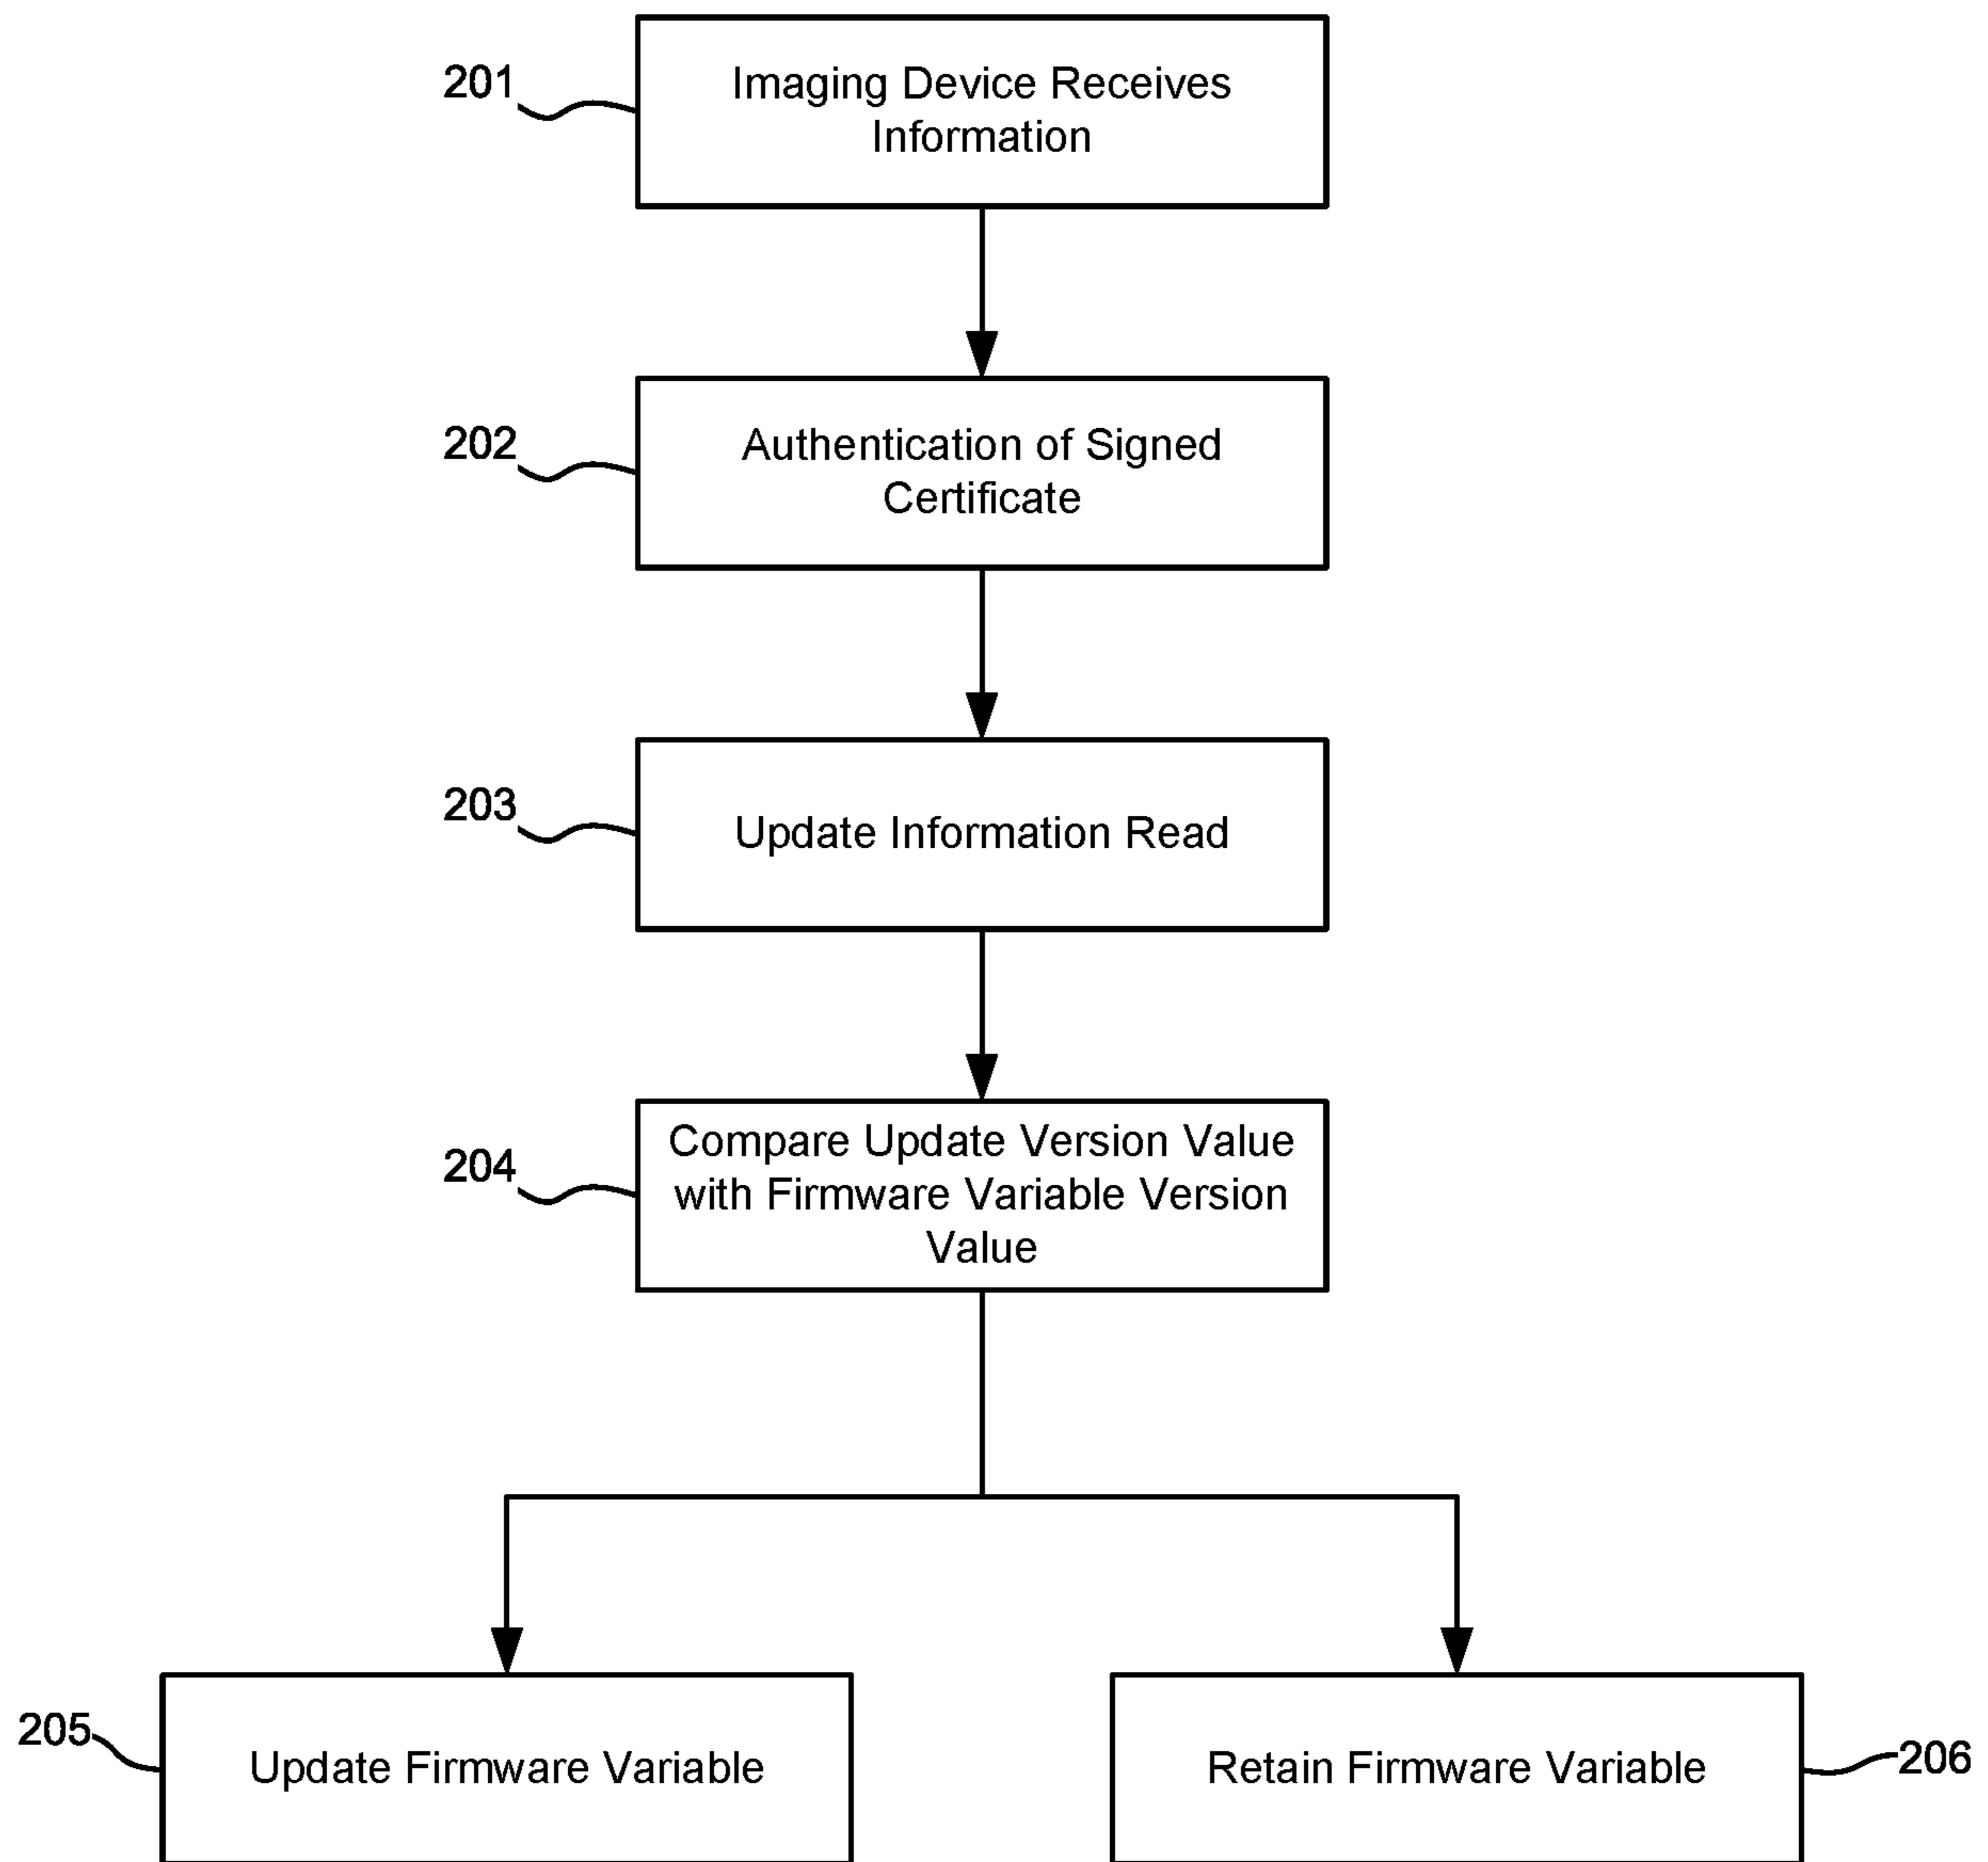 201
Imaging Device Receives
Information
202
Authentication of Signed
Certificate
203
Update Information Read
204
Compare Update Version Value
with Firmware Variable Version
Value
205
Update Firmware Variable
Retain Firmware Variable
206